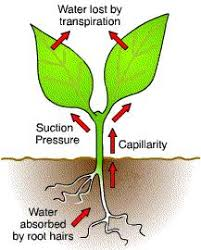 Water lost by
transpiration
Suction
Pressure
Capillarity
Water
absorbed
by root hairs